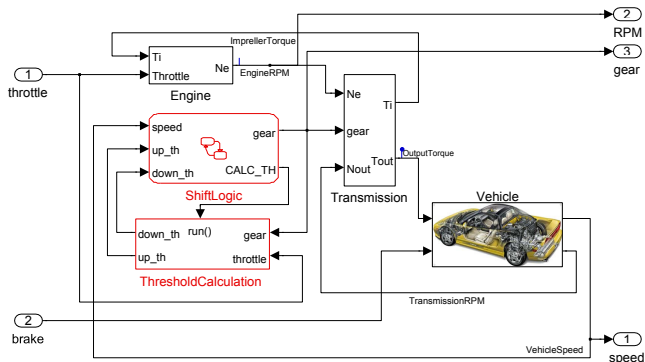 ImprellerTorque
2
RPM
3
gear
1
throttle
Ti
Throttle
Ne
Engine
EngineRPM
speed
up_th
down_th
gear
CALC_TH
ShiftLogic
Ne
gear
Nout
Ti
Tout
Transmission
OutputTorque
Vehicle
run()
down_th
up_th
gear
throttle
ThresholdCalculation
TransmissionRPM
2
brake
VehicleSpeed
1
speed